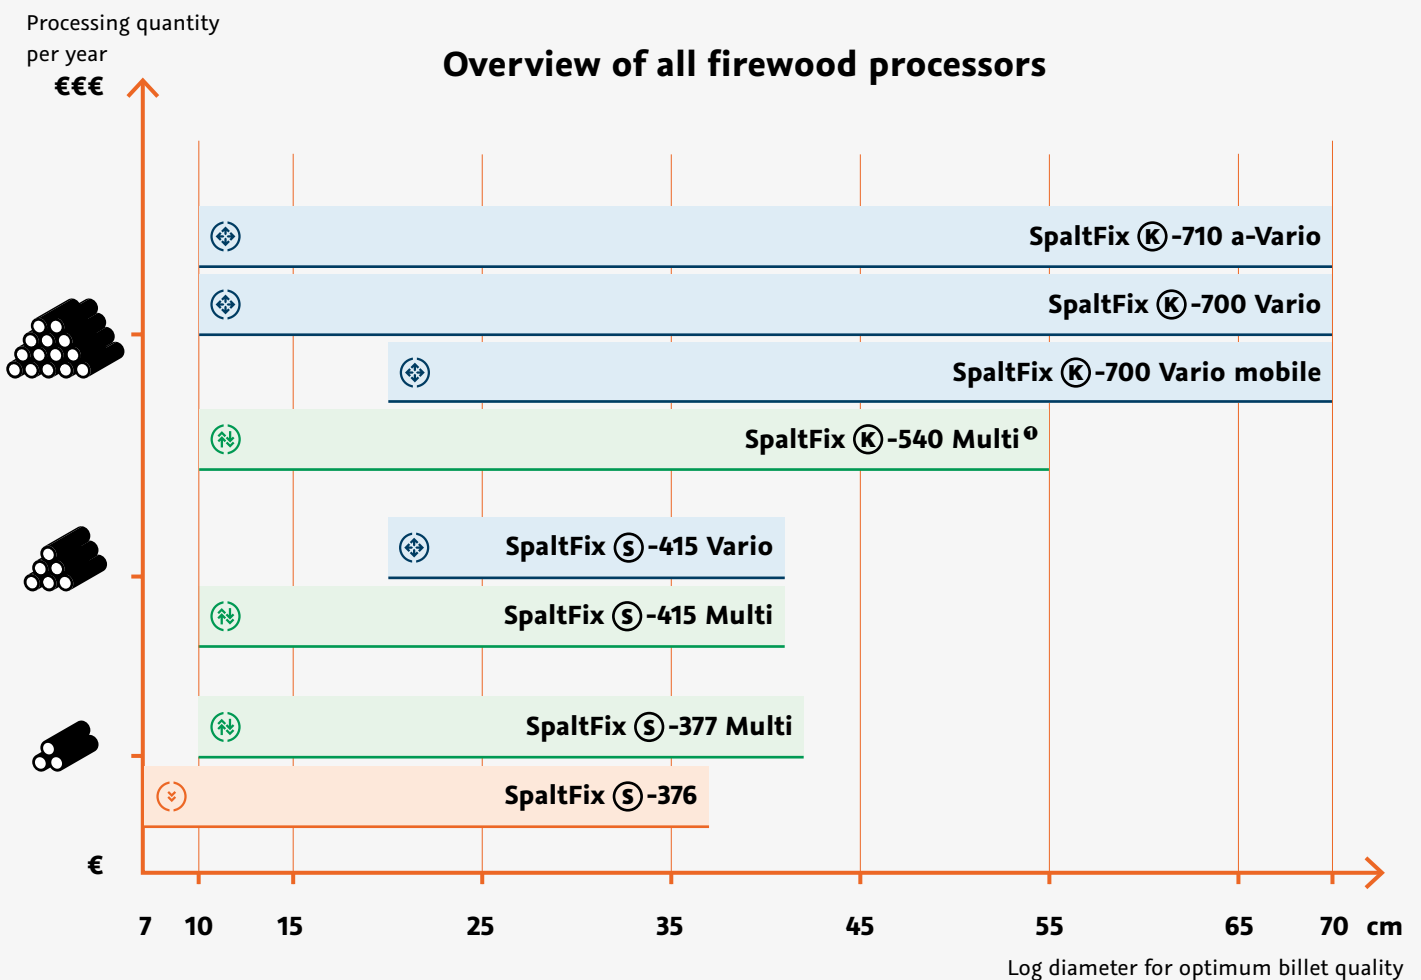 Processing quantity
per year
€€€
Overview of all firewood processors
SpaltFix Ⓚ-710 a-Vario
SpaltFix Ⓚ-700 Vario
SpaltFix Ⓚ-700 Vario mobile
SpaltFix Ⓚ-540 Multi❶
SpaltFix Ⓢ-415 Vario
SpaltFix Ⓢ-415 Multi
SpaltFix Ⓢ-377 Multi
SpaltFix Ⓢ-376
€
7 10 15 25 35 45 55 65 70 cm
Log diameter for optimum billet quality